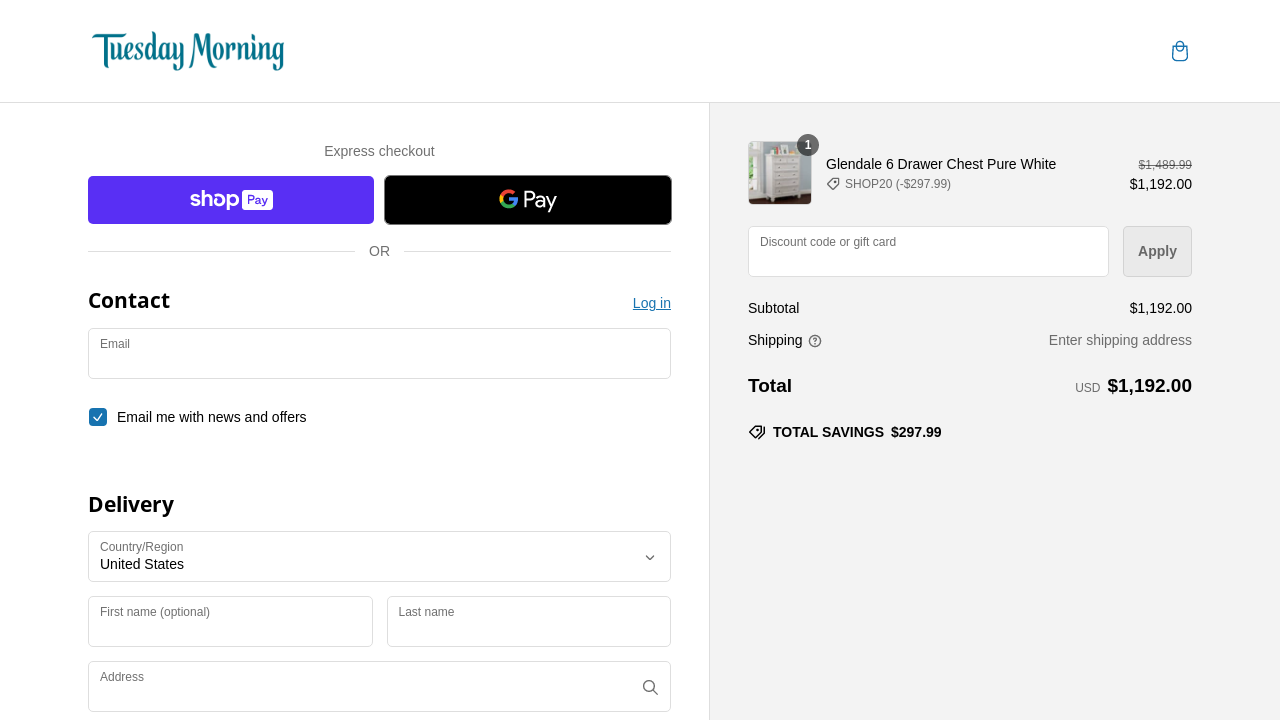 Tuesday Morning
Express checkout
shop Pay
G Pay
OR
Contact
Log in
Email
Email me with news and offers
Delivery
Country/Region
United States
First name (optional)
Last name
Address
1
Glendale 6 Drawer Chest Pure White
$1,489.99
SHOP20 (-$297.99)
$1,192.00
Discount code or gift card
Apply
Subtotal
$1,192.00
Shipping
Enter shipping address
Total
USD $1,192.00
TOTAL SAVINGS $297.99